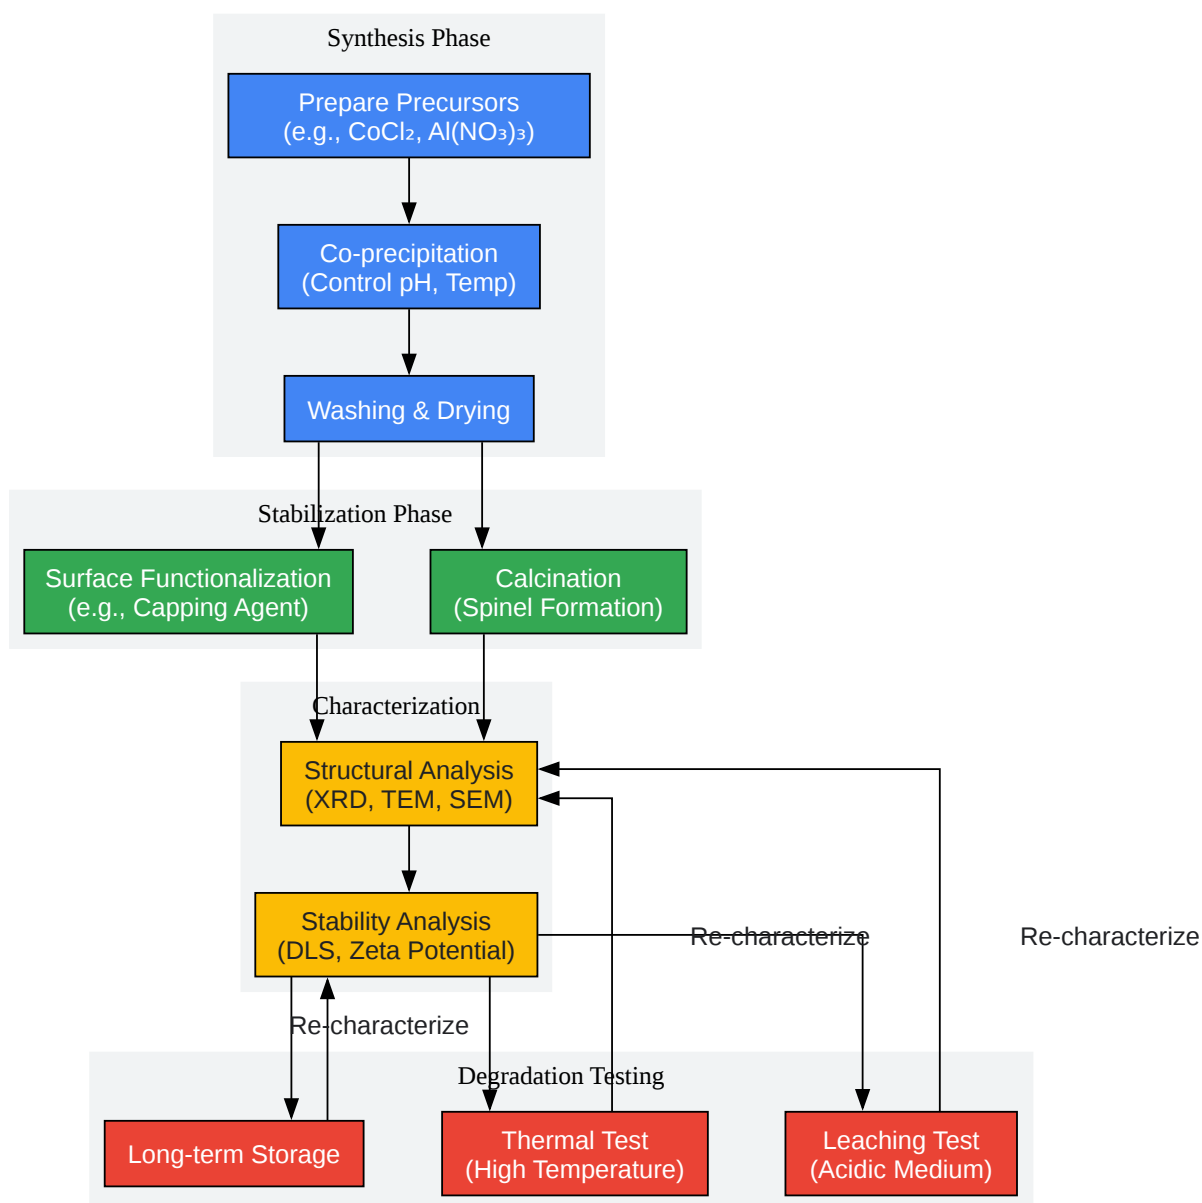 Synthesis Phase
Prepare Precursors
(e.g., CoCl₂, Al(NO₃)₃)
Co-precipitation
(Control pH, Temp)
Washing & Drying
Stabilization Phase
Surface Functionalization
(e.g., Capping Agent)
Calcination
(Spinel Formation)
Characterization
Structural Analysis
(XRD, TEM, SEM)
Stability Analysis
(DLS, Zeta Potential)
Re-characterize
Re-characterize
Re-characterize
Degradation Testing
Long-term Storage
Thermal Test
(High Temperature)
Leaching Test
(Acidic Medium)